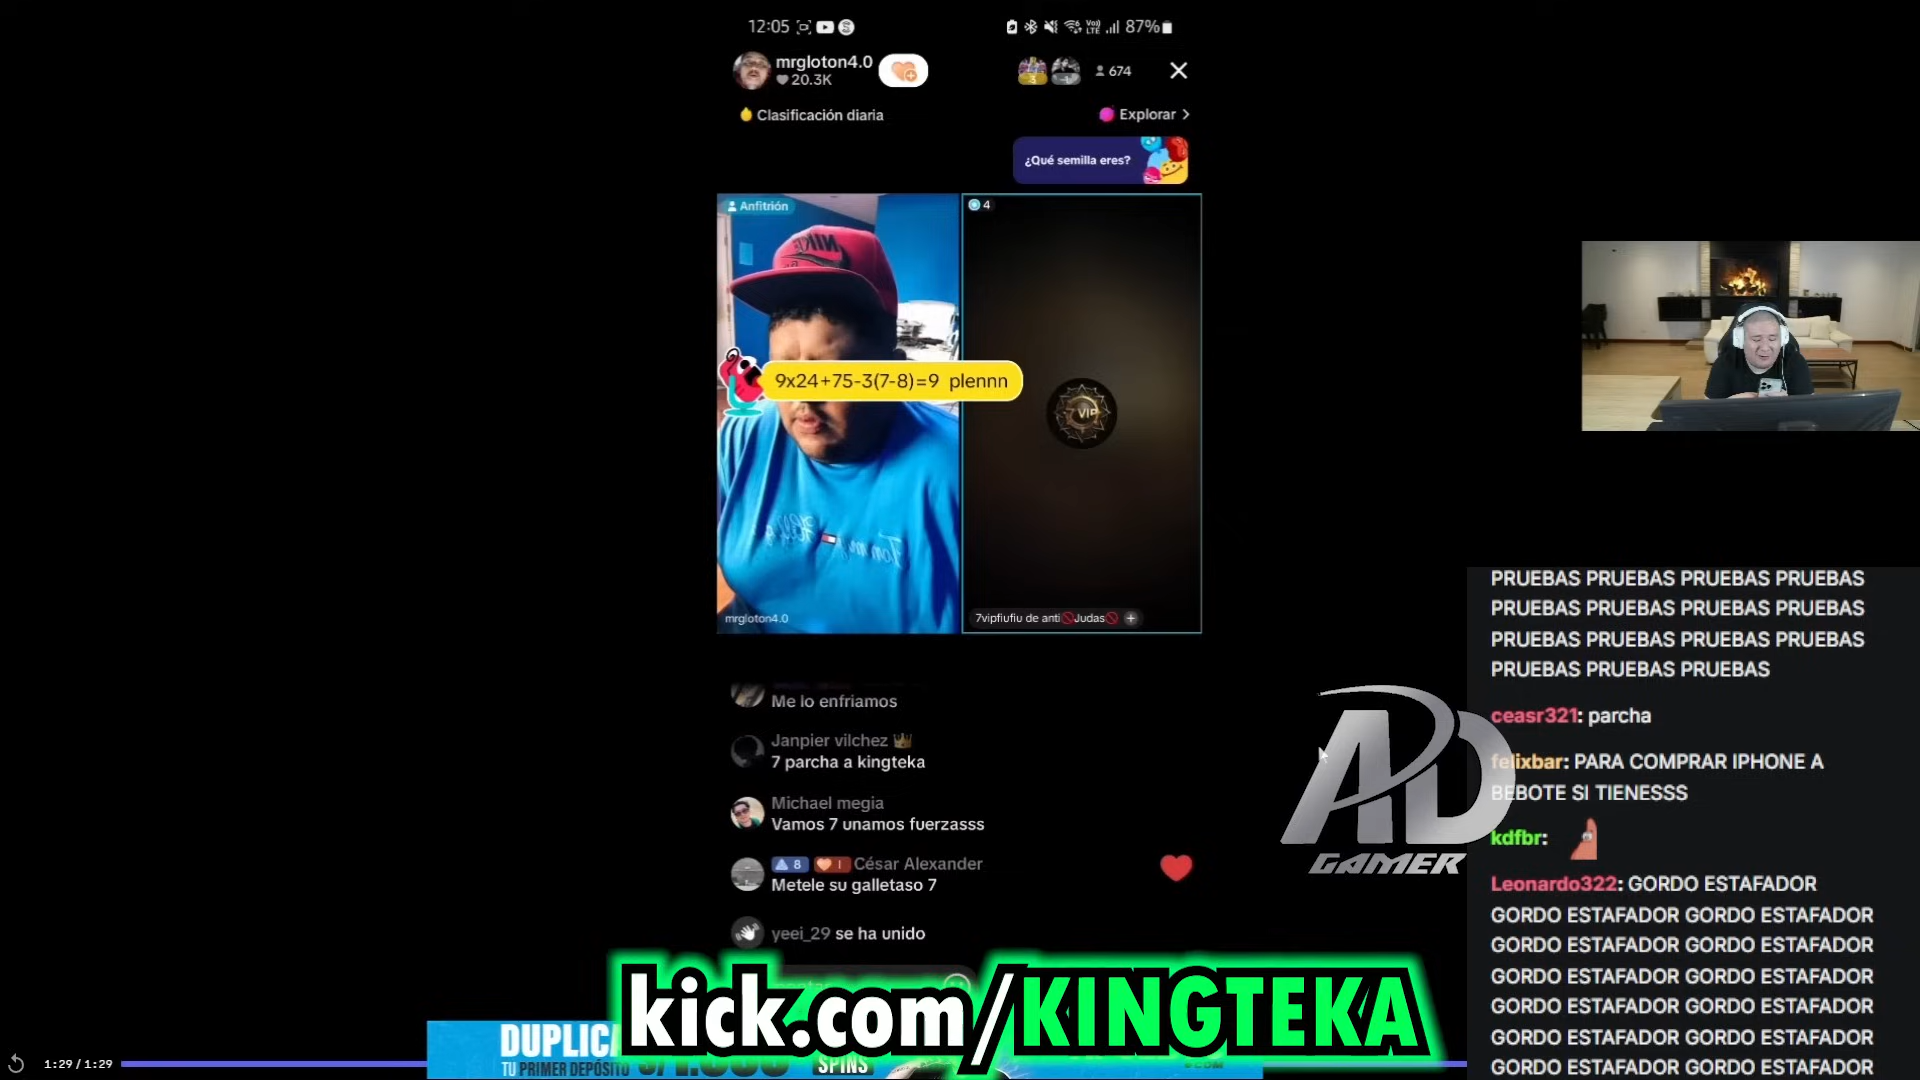 12:05
87%
mrgloton4.0
20.3K
674
Clasificación diaria
Explorar >
¿Qué semilla eres?
Anfitrión
4
NIKE
VIP
9x24+75-3(7-8)=9 plennn
Tommy Hilfiger
mrgloton4.0
7vipfiufiu de anti🚫Judas🚫 +
Me lo enfriamos
Janpier vilchez
7 parcha a kingteka
Michael megia
Vamos 7 unamos fuerzasss
8 1 César Alexander
Metele su galletaso 7
yeei_29 se ha unido
PRUEBAS PRUEBAS PRUEBAS PRUEBAS
PRUEBAS PRUEBAS PRUEBAS PRUEBAS
PRUEBAS PRUEBAS PRUEBAS PRUEBAS
PRUEBAS PRUEBAS PRUEBAS
ceasr321: parcha
felixbar: PARA COMPRAR IPHONE A
BEBOTE SI TIENESSS
kdfbr:
Leonardo322: GORDO ESTAFADOR
GORDO ESTAFADOR GORDO ESTAFADOR
GORDO ESTAFADOR GORDO ESTAFADOR
GORDO ESTAFADOR GORDO ESTAFADOR
GORDO ESTAFADOR GORDO ESTAFADOR
GORDO ESTAFADOR GORDO ESTAFADOR
GORDO ESTAFADOR GORDO ESTAFADOR
AD
GAMER
kick.com/KINGTEKA
DUPLICA
TU PRIMER DEPÓSITO
SPINS
1:29 / 1:29